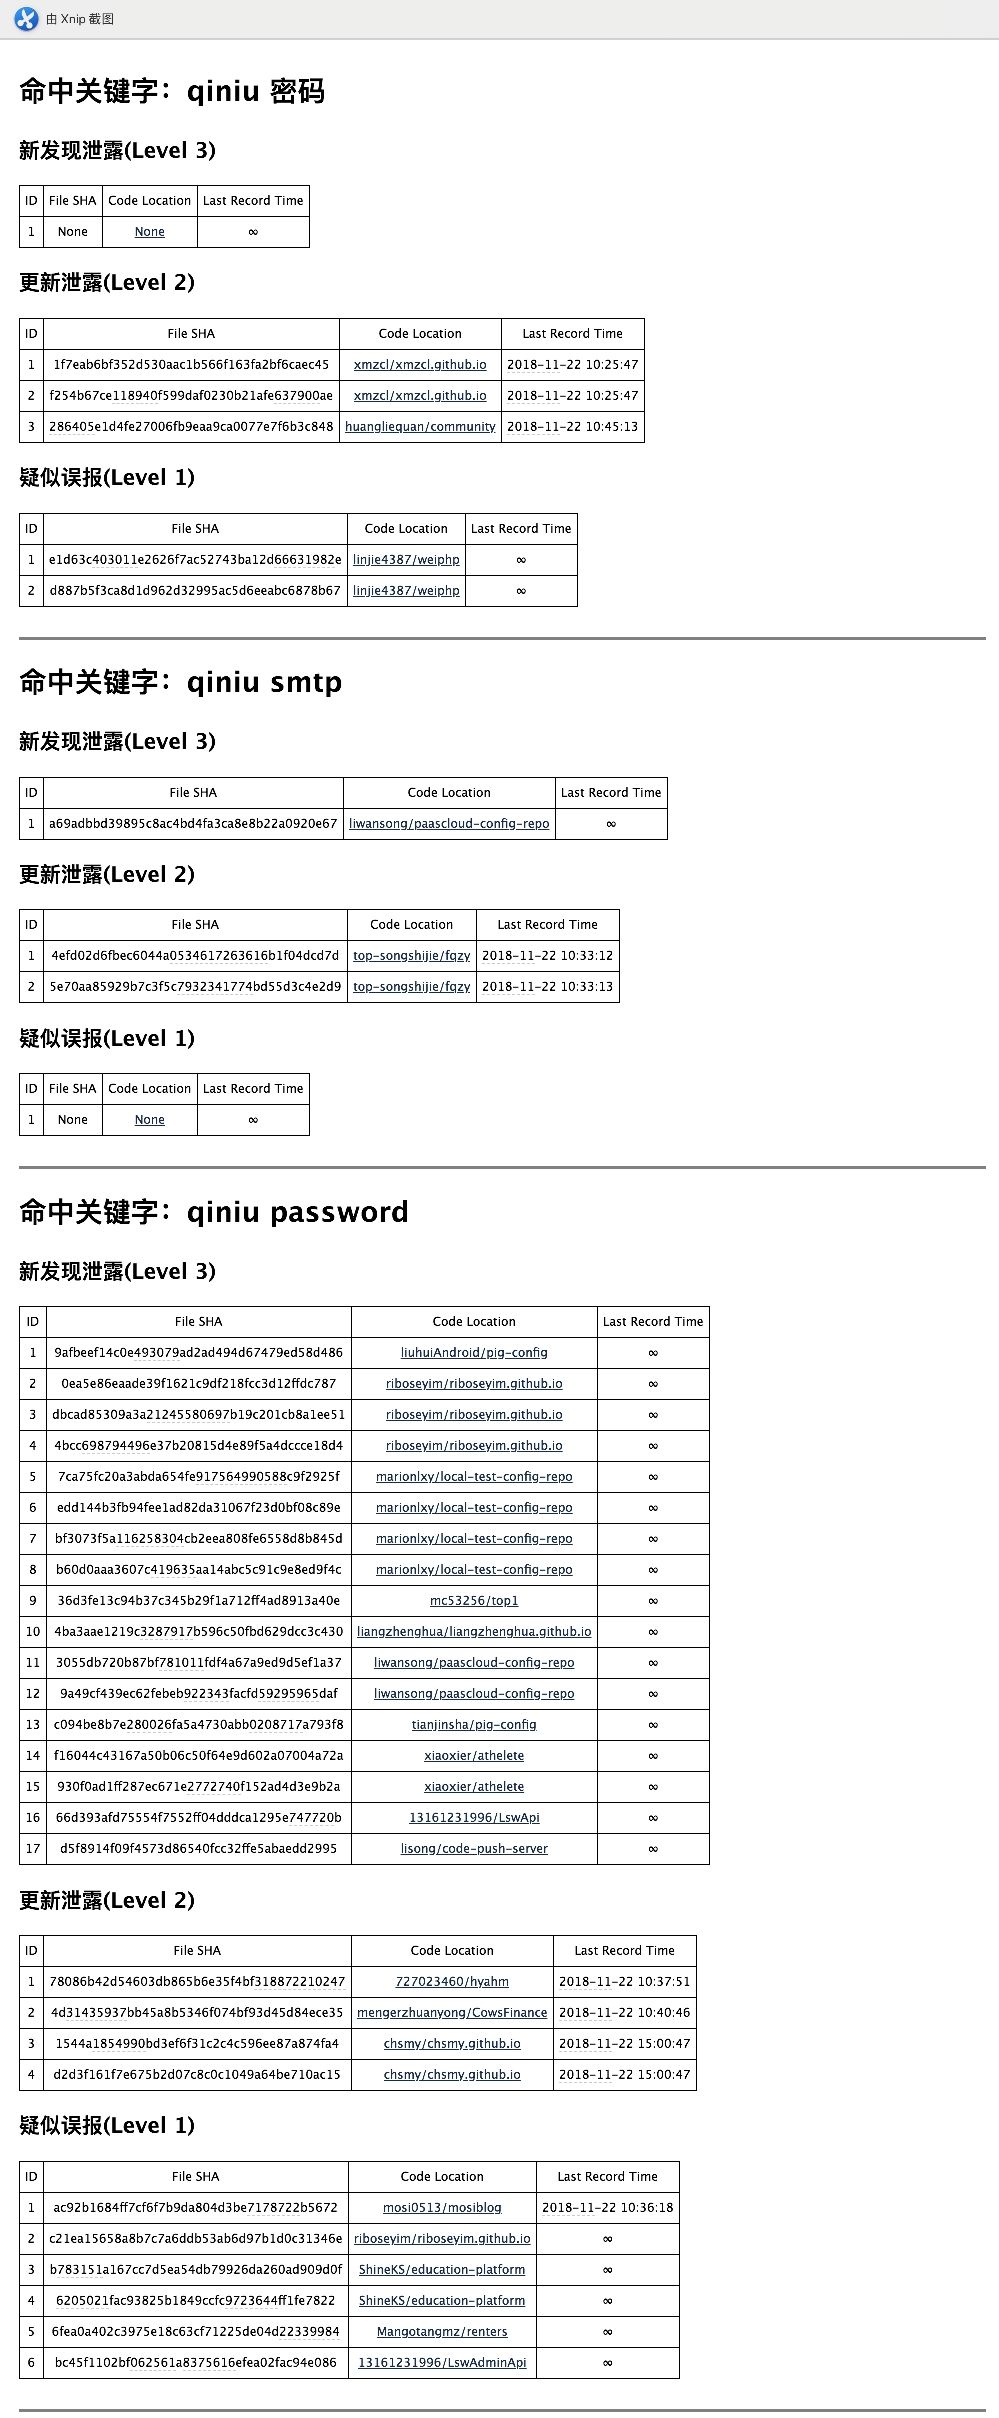 由 Xnip 截图
命中关键字：qiniu 密码
新发现泄露(Level 3)
ID File SHA Code Location Last Record Time
1 None None ∞
更新泄露(Level 2)
ID File SHA Code Location Last Record Time
1 1f7eab6bf352d530aac1b566f163fa2bf6caec45 xmzcl/xmzcl.github.io 2018-11-22 10:25:47
2 f254b67ce118940f599daf0230b21afe637900ae xmzcl/xmzcl.github.io 2018-11-22 10:25:47
3 286405e1d4fe27006fb9eaa9ca0077e7f6b3c848 huangliequan/community 2018-11-22 10:45:13
疑似误报(Level 1)
ID File SHA Code Location Last Record Time
1 e1d63c403011e2626f7ac52743ba12d66631982e linjie4387/weiphp ∞
2 d887b5f3ca8d1d962d32995ac5d6eeabc6878b67 linjie4387/weiphp ∞
命中关键字：qiniu smtp
新发现泄露(Level 3)
ID File SHA Code Location Last Record Time
1 a69adbbd39895c8ac4bd4fa3ca8e8b22a0920e67 liwansong/paascloud-config-repo ∞
更新泄露(Level 2)
ID File SHA Code Location Last Record Time
1 4efd02d6fbec6044a0534617263616b1f04dcd7d top-songshijie/fqzy 2018-11-22 10:33:12
2 5e70aa85929b7c3f5c7932341774bd55d3c4e2d9 top-songshijie/fqzy 2018-11-22 10:33:13
疑似误报(Level 1)
ID File SHA Code Location Last Record Time
1 None None ∞
命中关键字：qiniu password
新发现泄露(Level 3)
ID File SHA Code Location Last Record Time
1 9afbeef14c0e493079ad2ad494d67479ed58d486 liuhuiAndroid/pig-config ∞
2 0ea5e86eaade39f1621c9df218fcc3d12ffdc787 riboseyim/riboseyim.github.io ∞
3 dbcad85309a3a21245580697b19c201cb8a1ee51 riboseyim/riboseyim.github.io ∞
4 4bcc698794496e37b20815d4e89f5a4dccce18d4 riboseyim/riboseyim.github.io ∞
5 7ca75fc20a3abda654fe917564990588c9f2925f marionlxy/local-test-config-repo ∞
6 edd144b3fb94fee1ad82da31067f23d0bf08c89e marionlxy/local-test-config-repo ∞
7 bf3073f5a116258304cb2eea808fe6558d8b845d marionlxy/local-test-config-repo ∞
8 b60d0aaa3607c419635aa14abc5c91c9e8ed9f4c marionlxy/local-test-config-repo ∞
9 36d3fe13c94b37c345b29f1a712ff4ad8913a40e mc53256/top1 ∞
10 4ba3aae1219c3287917b596c50fbd629dcc3c430 liangzhenghua/liangzhenghua.github.io ∞
11 3055db720b87bf781011fdf4a67a9ed9d5ef1a37 liwansong/paascloud-config-repo ∞
12 9a49cf439ec62febeb922343facfd59295965daf liwansong/paascloud-config-repo ∞
13 c094be8b7e280026fa5a4730abb0208717a793f8 tianjinsha/pig-config ∞
14 f16044c43167a50b06c50f64e9d602a07004a72a xiaoxier/athelete ∞
15 930f0ad1ff287ec671e2772740f152ad4d3e9b2a xiaoxier/athelete ∞
16 66d393afd75554f7552ff04dddca1295e747720b 13161231996/LswApi ∞
17 d5f8914f09f4573d86540fcc32ffe5abaedd2995 lisong/code-push-server ∞
更新泄露(Level 2)
ID File SHA Code Location Last Record Time
1 78086b42d54603db865b6e35f4bf318872210247 727023460/hyahm 2018-11-22 10:37:51
2 4d31435937bb45a8b5346f074bf93d45d84ece35 mengerzhuanyong/CowsFinance 2018-11-22 10:40:46
3 1544a1854990bd3ef6f31c2c4c596ee87a874fa4 chsmy/chsmy.github.io 2018-11-22 15:00:47
4 d2d3f161f7e675b2d07c8c0c1049a64be710ac15 chsmy/chsmy.github.io 2018-11-22 15:00:47
疑似误报(Level 1)
ID File SHA Code Location Last Record Time
1 ac92b1684ff7cf6f7b9da804d3be7178722b5672 mosi0513/mosiblog 2018-11-22 10:36:18
2 c21ea15658a8b7c7a6ddb53ab6d97b1d0c31346e riboseyim/riboseyim.github.io ∞
3 b783151a167cc7d5ea54db79926da260ad909d0f ShineKS/education-platform ∞
4 6205021fac93825b1849ccfc9723644ff1fe7822 ShineKS/education-platform ∞
5 6fea0a402c3975e18c63cf71225de04d22339984 Mangotangmz/renters ∞
6 bc45f1102bf062561a8375616efea02fac94e086 13161231996/LswAdminApi ∞